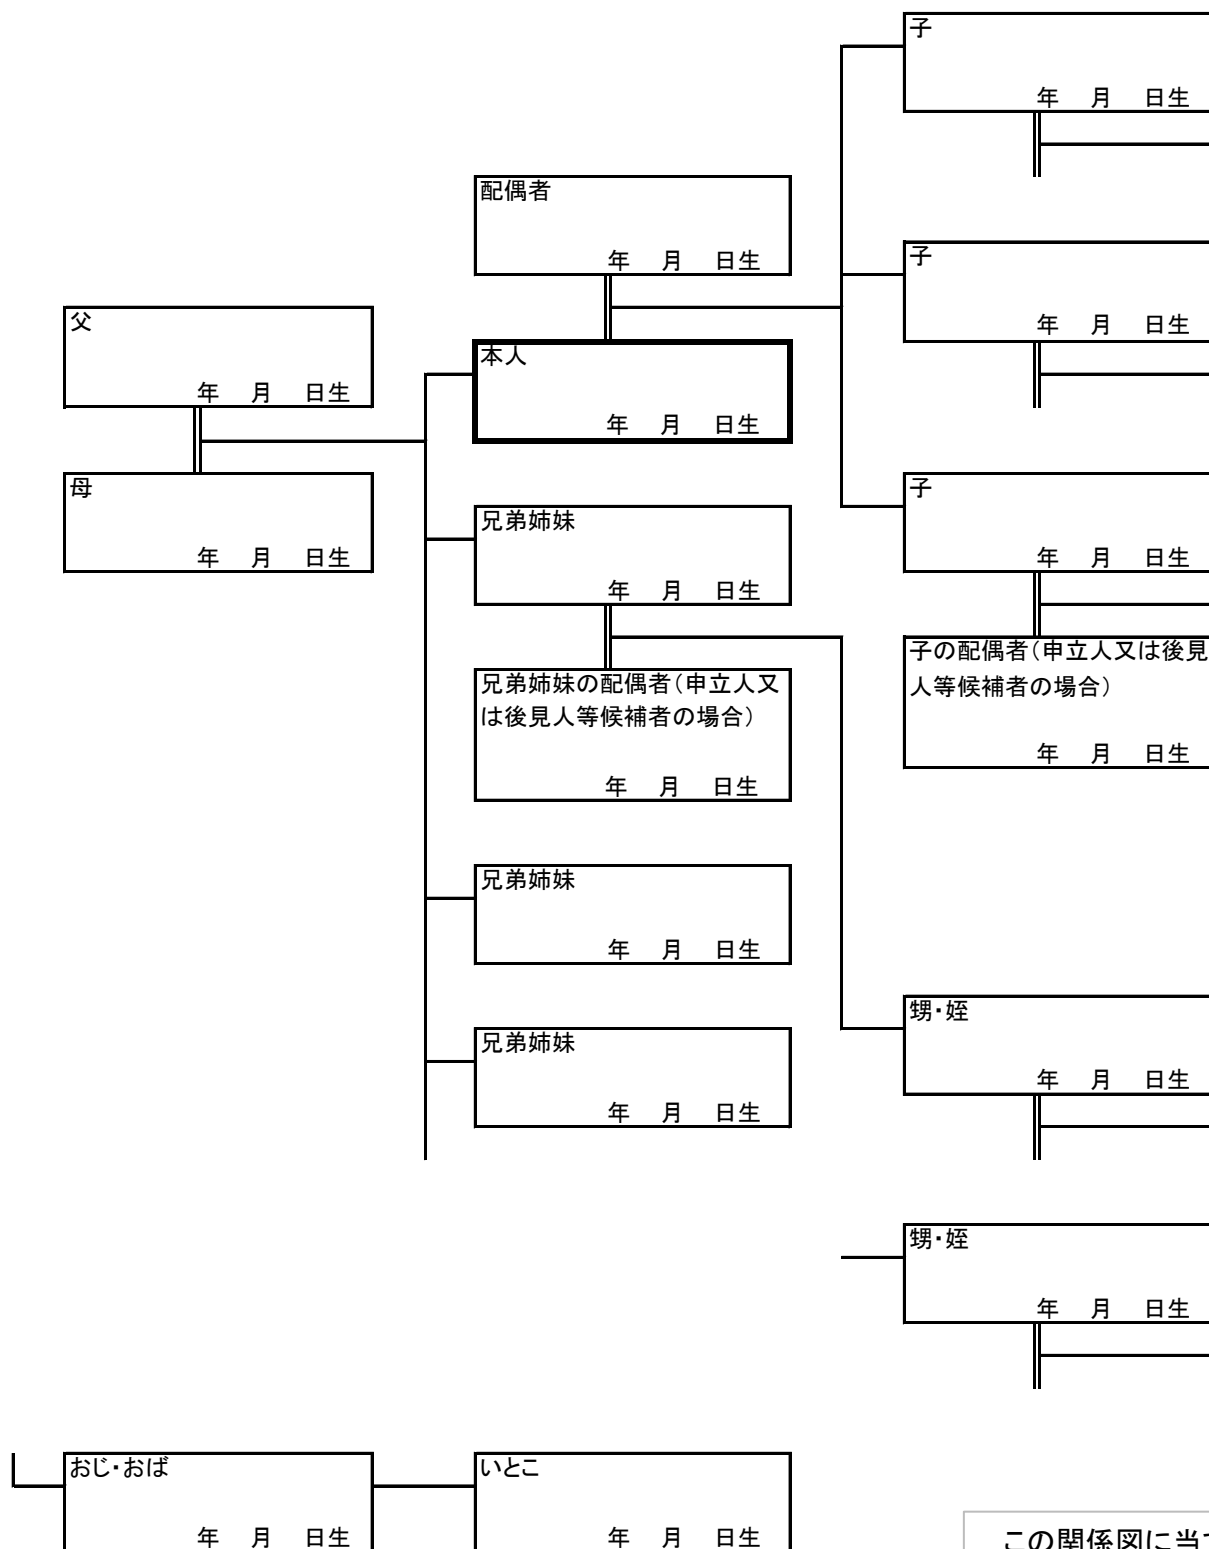 子
年 月 日生
配偶者
年 月 日生
子
年 月 日生
父
年 月 日生
本人
年 月 日生
母
年 月 日生
兄弟姉妹
年 月 日生
子
年 月 日生
兄弟姉妹の配偶者(申立人又
は後見人等候補者の場合)
年 月 日生
子の配偶者(申立人又は後見
人等候補者の場合)
年 月 日生
兄弟姉妹
年 月 日生
兄弟姉妹
年 月 日生
甥・姪
年 月 日生
甥・姪
年 月 日生
おじ・おば
年 月 日生
いとこ
年 月 日生
この関係図に当